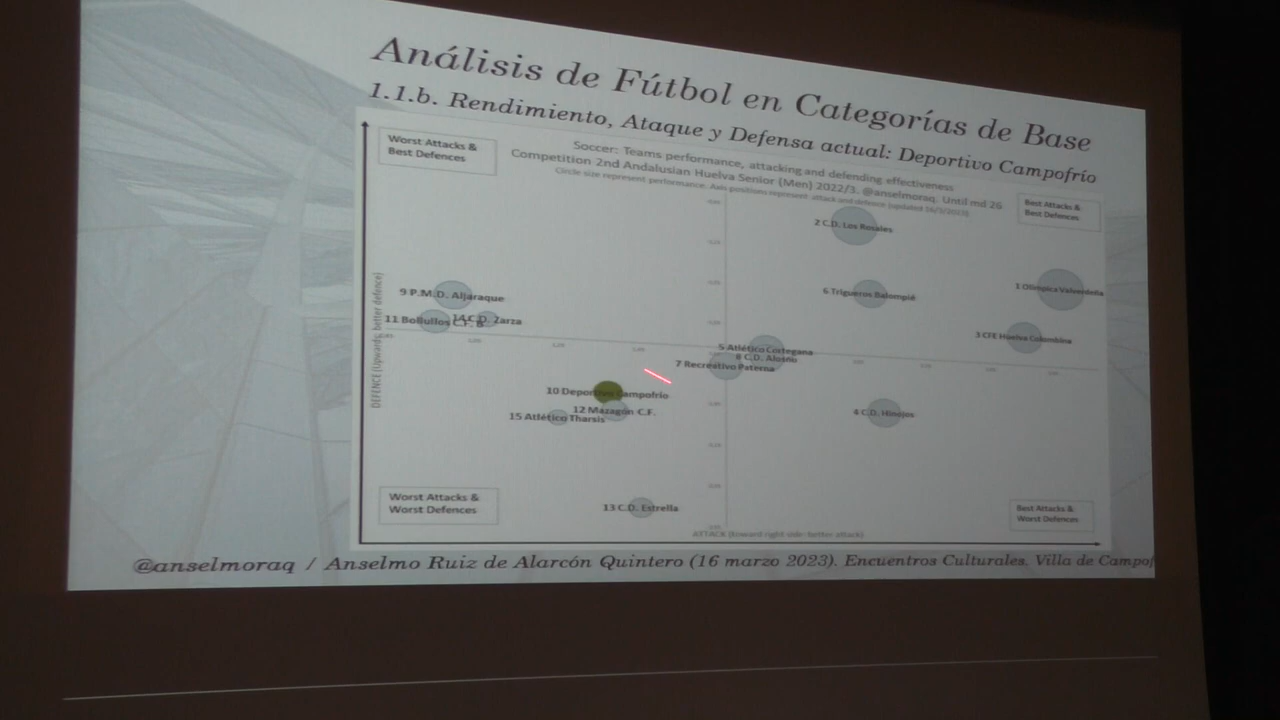 Análisis de Fútbol en Categorías de Base
1.1.b. Rendimiento, Ataque y Defensa actual: Deportivo Campofrío
Worst Attacks &
Best Defences
Soccer: Teams performance, attacking and defending effectiveness
Competition 2nd Andalusian Huelva Senior (Men) 2022/3. @anselmoraq. Until md 26
Circle size represent performance. Axis positions represent: attack and defence (updated 16/3/2023)
Best Attacks &
Best Defences
2 C.D. Los Rosales
9 P.M.D. Aljaraque
6 Trigueros Balompié
1 Olímpica Valverdeña
11 Bollullos C.F. B
14 C.D. Zarza
3 CFE Huelva Colombina
5 Atlético Cortegana
8 C.D. Alosno
7 Recreativo Paterna
10 Deportivo Campofrío
12 Mazagón C.F.
15 Atlético Tharsis
4 C.D. Hinojos
13 C.D. Estrella
DEFENCE (Upwards: better defence)
Worst Attacks &
Worst Defences
Best Attacks &
Worst Defences
ATTACK (toward right side: better attack)
@anselmoraq / Anselmo Ruiz de Alarcón Quintero (16 marzo 2023). Encuentros Culturales. Villa de Campof